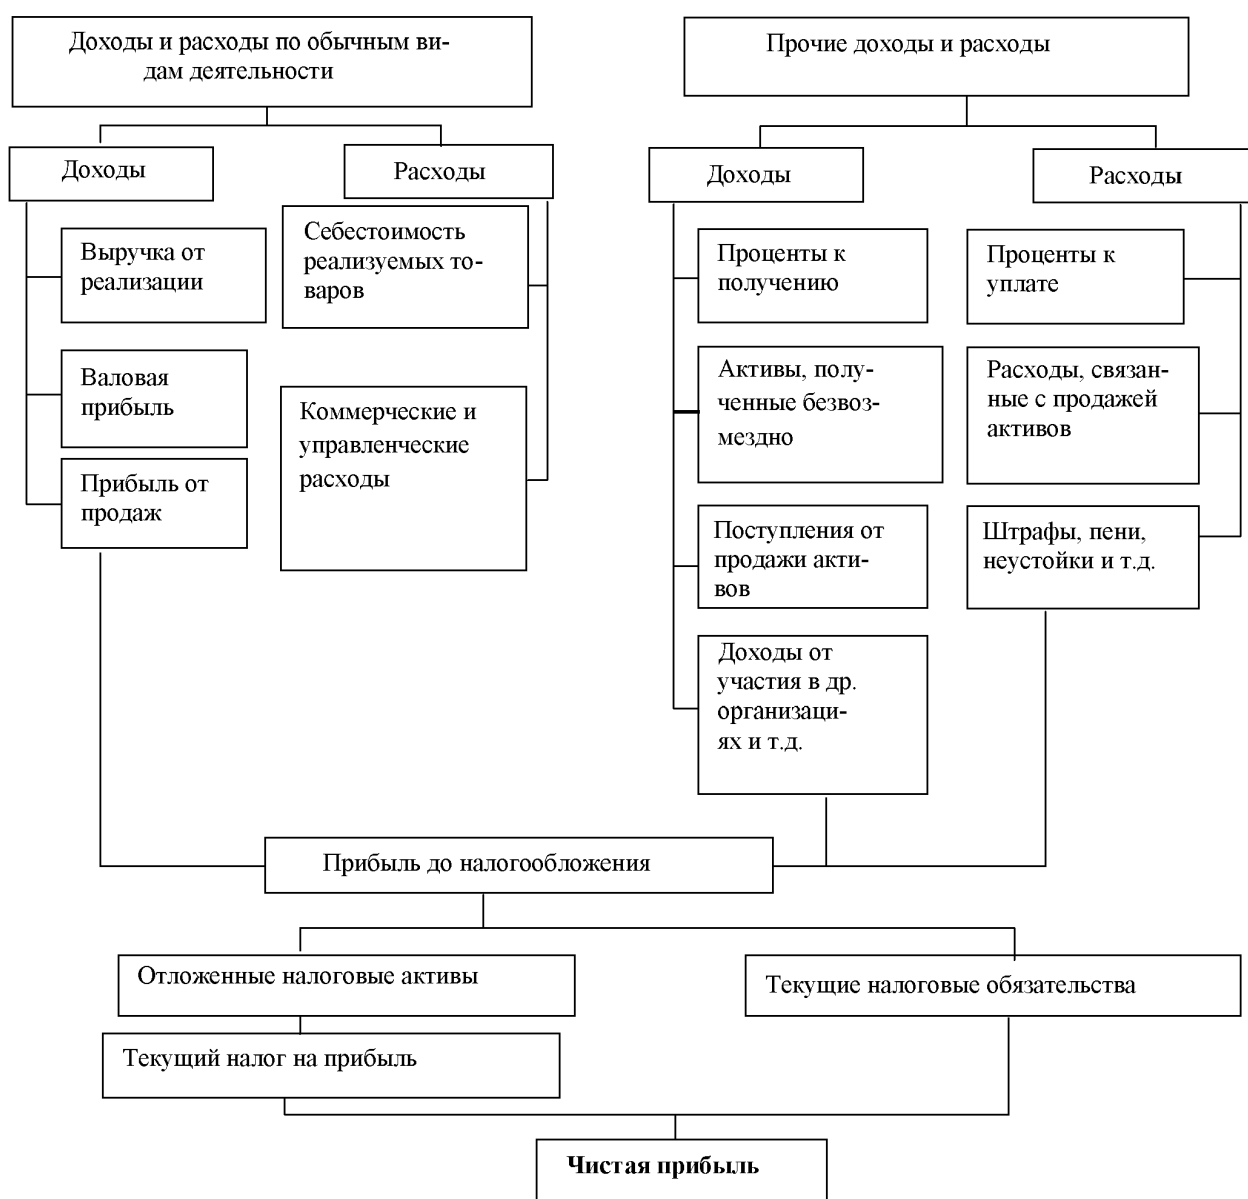 Доходы и расходы по обычным ви-
дам деятельности
Прочие доходы и расходы
Доходы
Расходы
Доходы
Расходы
Выручка от
реализации
Себестоимость
реализуемых то-
варов
Проценты к
получению
Проценты к
уплате
Валовая
прибыль
Коммерческие и
управленческие
расходы
Активы, полу-
ченные безвоз-
мездно
Расходы, связан-
ные с продажей
активов
Прибыль от
продаж
Поступления от
продажи акти-
вов
Штрафы, пени,
неустойки и т.д.
Доходы от
участия в др.
организаци-
ях и т.д.
Прибыль до налогообложения
Отложенные налоговые активы
Текущие налоговые обязательства
Текущий налог на прибыль
Чистая прибыль